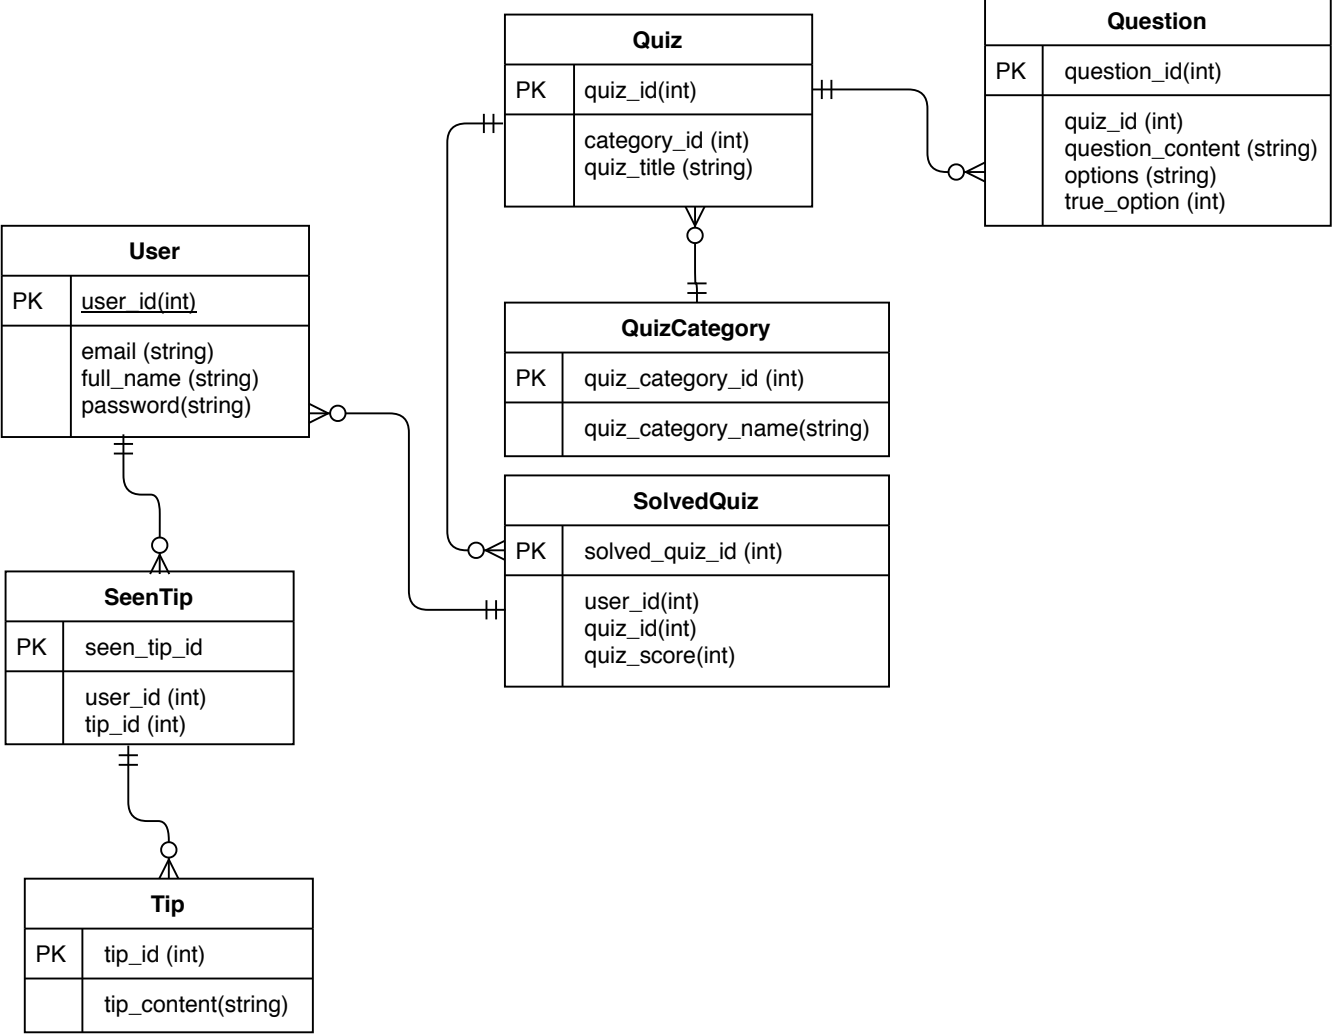 Quiz
PK quiz_id(int)
category_id (int)
quiz_title (string)
Question
PK question_id(int)
quiz_id (int)
question_content (string)
options (string)
true_option (int)
User
PK user_id(int)
email (string)
full_name (string)
password(string)
QuizCategory
PK quiz_category_id (int)
quiz_category_name(string)
SolvedQuiz
PK solved_quiz_id (int)
user_id(int)
quiz_id(int)
quiz_score(int)
SeenTip
PK seen_tip_id
user_id (int)
tip_id (int)
Tip
PK tip_id (int)
tip_content(string)